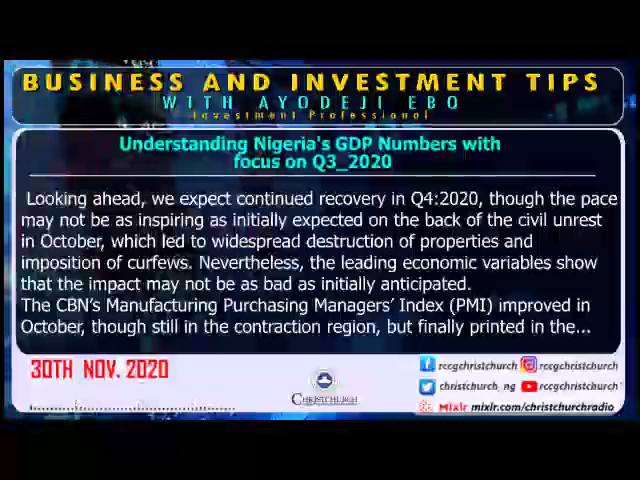 BUSINESS AND INVESTMENT TIPS
WITH AYODEJI EBO
Investment Professional
Understanding Nigeria's GDP Numbers with
focus on Q3_2020
Looking ahead, we expect continued recovery in Q4:2020, though the pace
may not be as inspiring as initially expected on the back of the civil unrest
in October, which led to widespread destruction of properties and
imposition of curfews. Nevertheless, the leading economic variables show
that the impact may not be as bad as initially anticipated.
The CBN’s Manufacturing Purchasing Managers’ Index (PMI) improved in
October, though still in the contraction region, but finally printed in the...
30TH NOV. 2020
CHRISTCHURCH
rccgchristchurch rccgchristchurch
christchurch_ng rccgchristchurch
Mixlr mixlr.com/christchurchradio